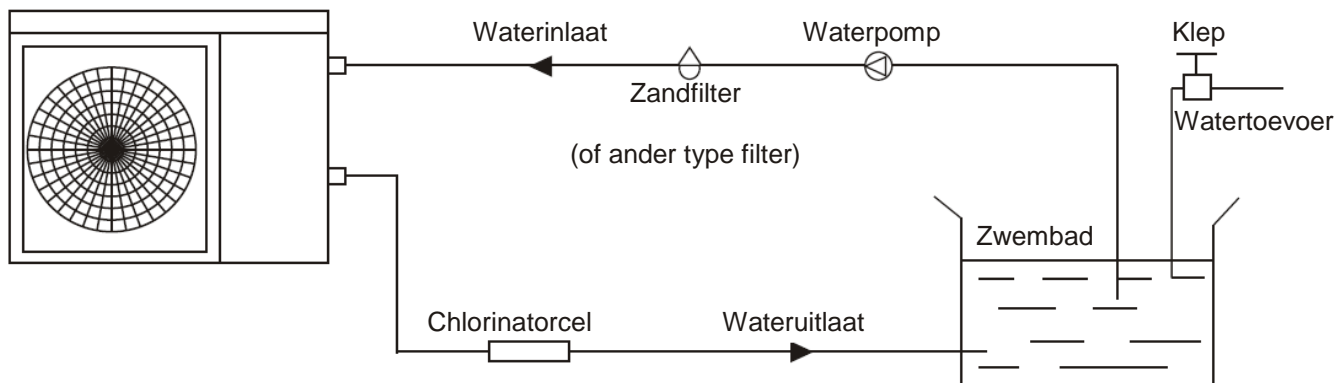 Waterinlaat
Waterpomp
Klep
Zandfilter
Watertoevoer
(of ander type filter)
Zwembad
Chlorinatorcel
Wateruitlaat